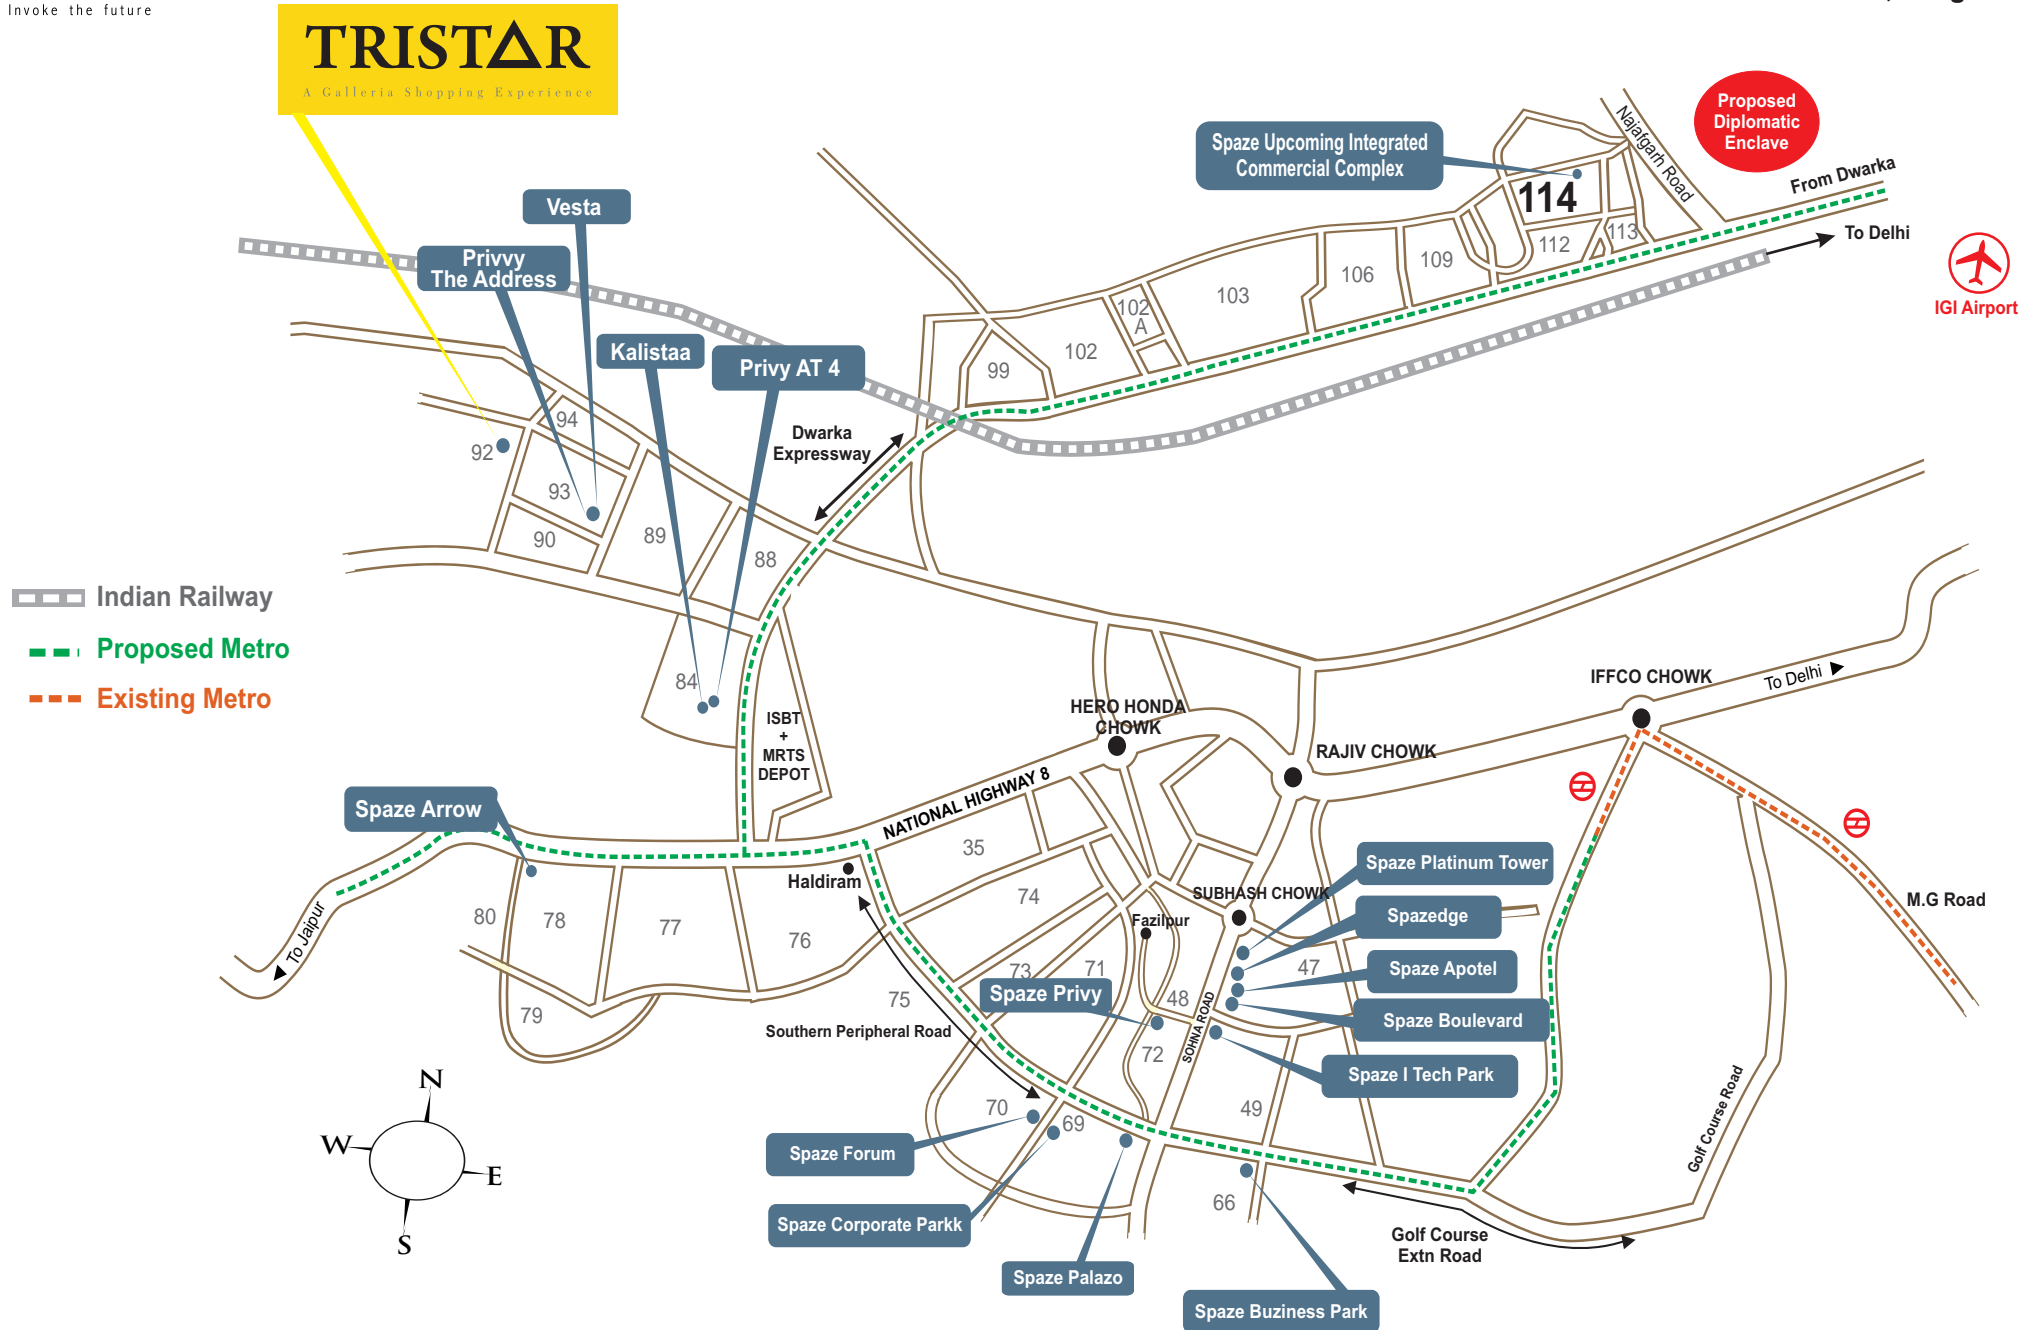 Invoke the future
TRISTAR
A Galleria Shopping Experience
Proposed
Diplomatic
Enclave
Spaze Upcoming Integrated
Commercial Complex
Najafgarh Road
From Dwarka
To Delhi
IGI Airport
114
113
112
109
106
103
102
A
102
99
Vesta
Privvy
The Address
Kalistaa
Privy AT 4
Dwarka
Expressway
94
92
93
90
89
88
84
Indian Railway
Proposed Metro
Existing Metro
ISBT
+
MRTS
DEPOT
HERO HONDA
CHOWK
RAJIV CHOWK
IFFCO CHOWK
To Delhi
NATIONAL HIGHWAY 8
Spaze Arrow
Haldiram
To Jaipur
35
74
SUBHASH CHOWK
Fazilpur
Spaze Platinum Tower
Spazedge
Spaze Apotel
Spaze Boulevard
Spaze I Tech Park
M.G Road
80
78
77
76
79
75
73
71
47
48
72
49
Spaze Privy
SOHNA ROAD
Southern Peripheral Road
70
69
66
Spaze Forum
Spaze Corporate Parkk
Spaze Palazo
Spaze Buziness Park
Golf Course
Extn Road
Golf Course Road
N
W
E
S